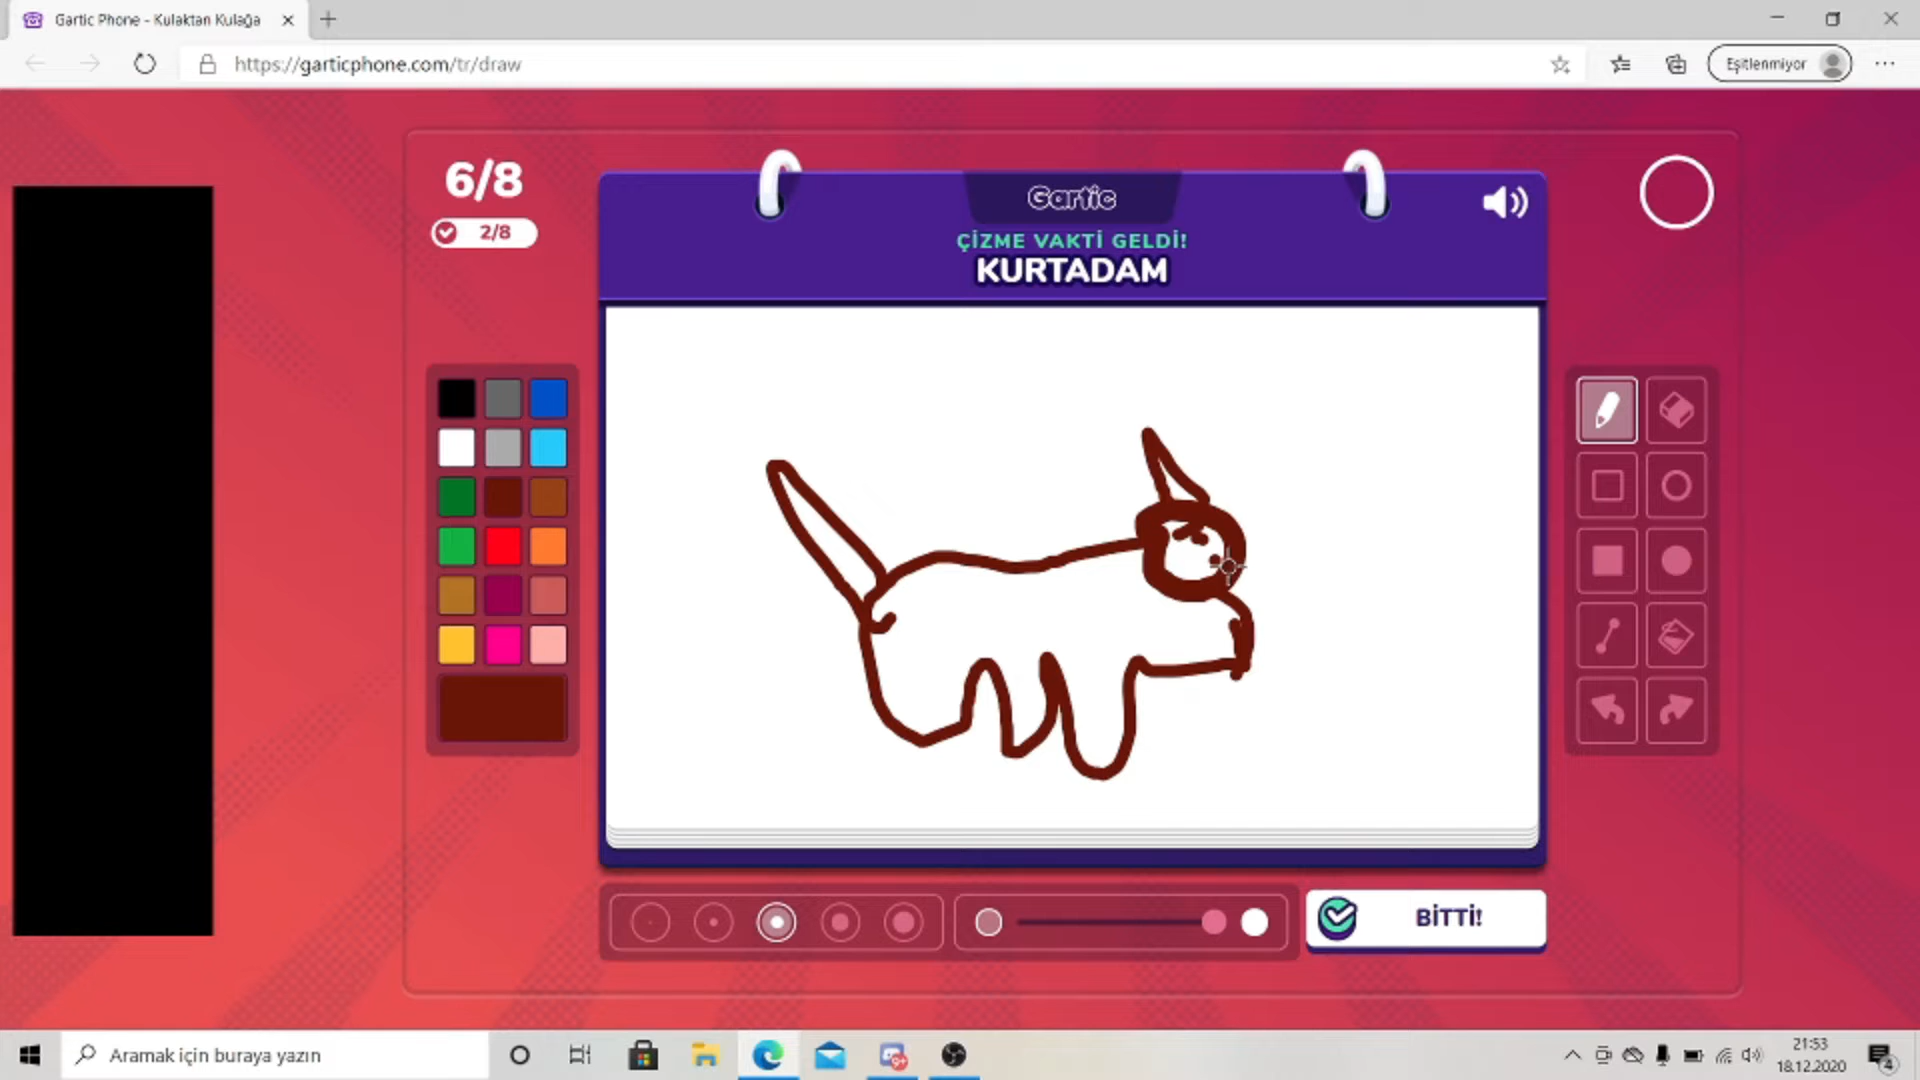 Gartic Phone - Kulaktan Kulağa
https://garticphone.com/tr/draw
Eşitlenmiyor
6/8
2/8
Gartic
ÇİZME VAKTİ GELDİ!
KURTADAM
BİTTİ!
Aramak için buraya yazın
21:53
18.12.2020
4